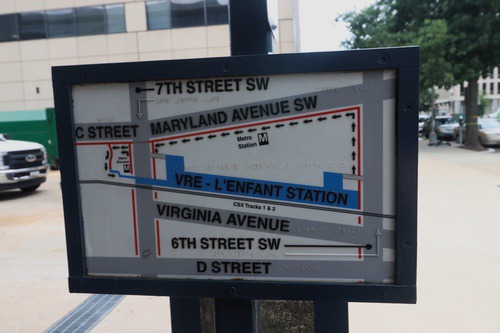 7TH STREET SW
C STREET
MARYLAND AVENUE SW
Metro
Station M
VRE - L'ENFANT STATION
CSX Tracks 1 & 2
VIRGINIA AVENUE
6TH STREET SW
D STREET